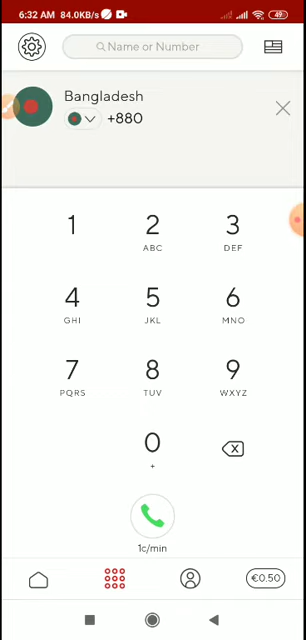 6:32 AM 84.0KB/s 49
Name or Number
Bangladesh
+880
1 2 3
ABC DEF
4 5 6
GHI JKL MNO
7 8 9
PQRS TUV WXYZ
0
+
1c/min
€0.50